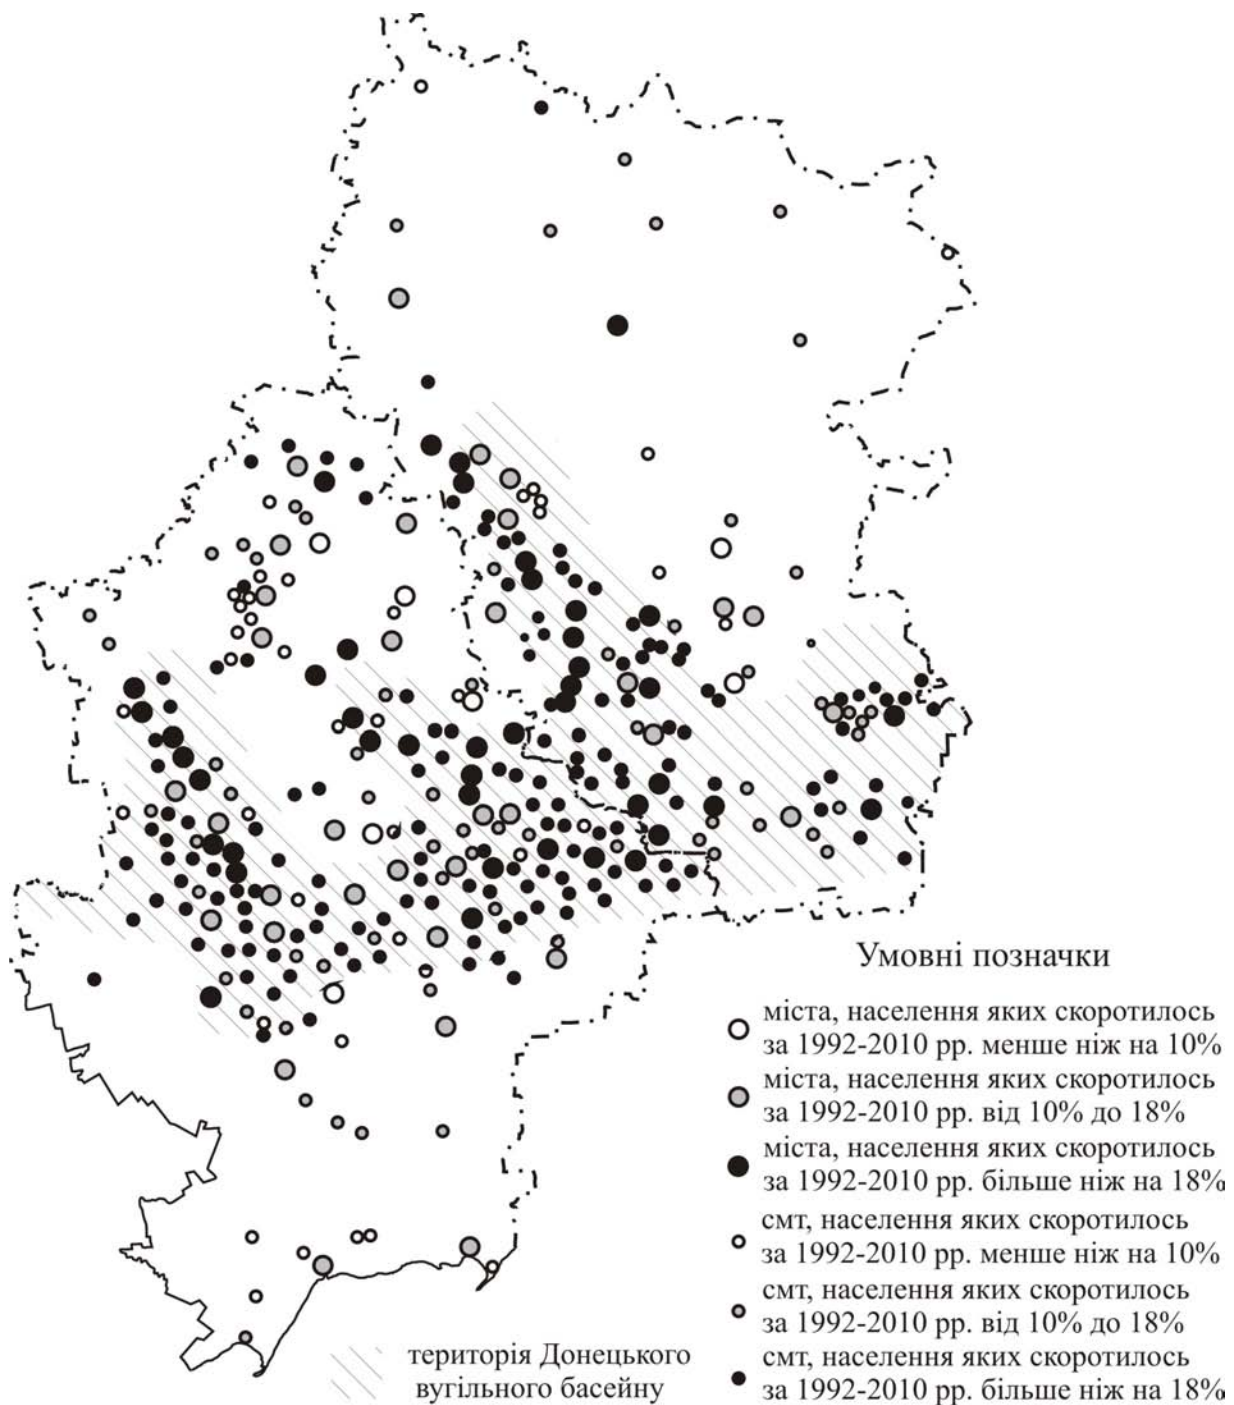 Умовні позначки
міста, населення яких скоротилось
за 1992-2010 рр. менше ніж на 10%
міста, населення яких скоротилось
за 1992-2010 рр. від 10% до 18%
міста, населення яких скоротилось
за 1992-2010 рр. більше ніж на 18%
смт, населення яких скоротилось
за 1992-2010 рр. менше ніж на 10%
смт, населення яких скоротилось
за 1992-2010 рр. від 10% до 18%
смт, населення яких скоротилось
за 1992-2010 рр. більше ніж на 18%
територія Донецького
вугільного басейну